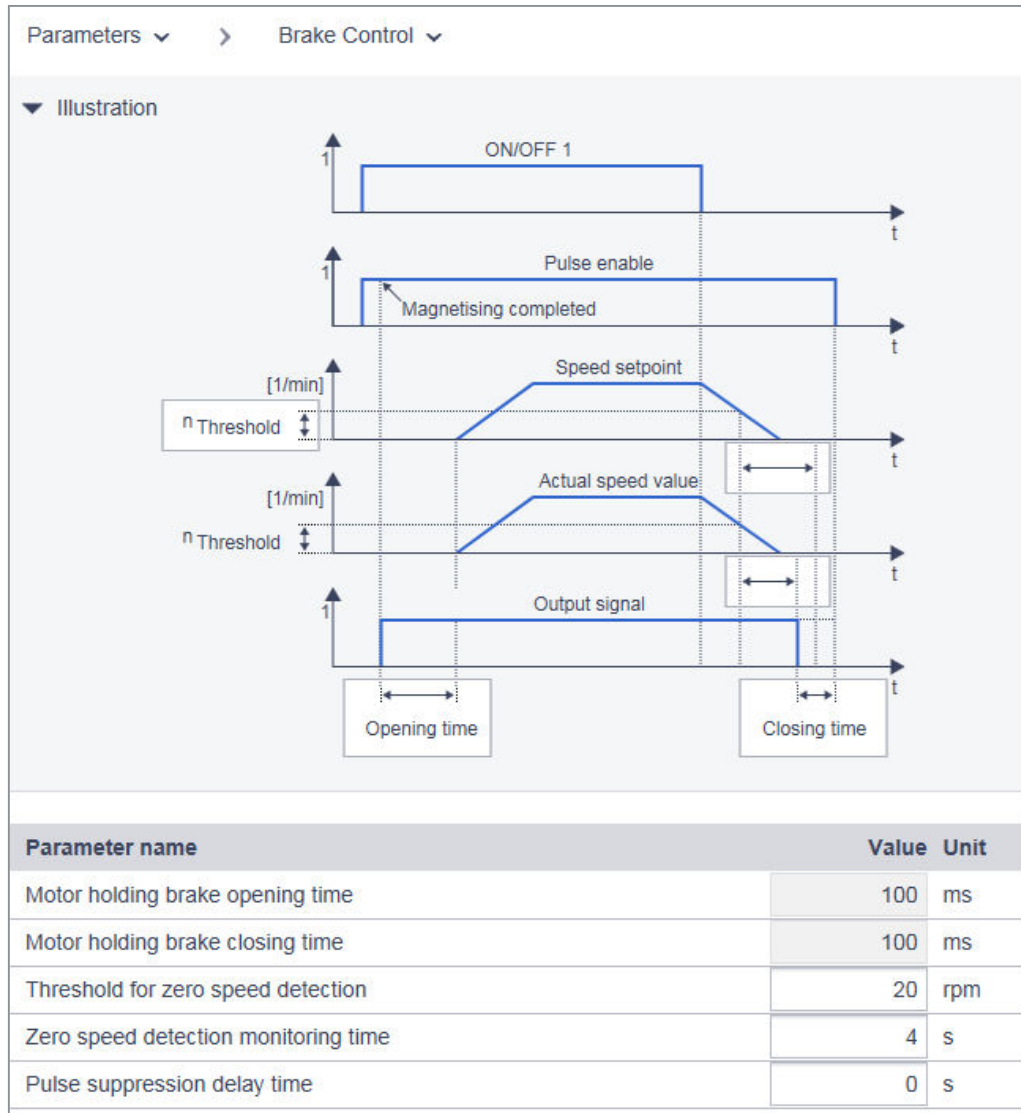 Parameters > Brake Control
Illustration
1 ON/OFF 1
t
1 Pulse enable
Magnetising completed
t
[1/min] Speed setpoint
n Threshold
t
[1/min] Actual speed value
n Threshold
t
1 Output signal
t
Opening time Closing time
Parameter name Value Unit
Motor holding brake opening time 100 ms
Motor holding brake closing time 100 ms
Threshold for zero speed detection 20 rpm
Zero speed detection monitoring time 4 s
Pulse suppression delay time 0 s